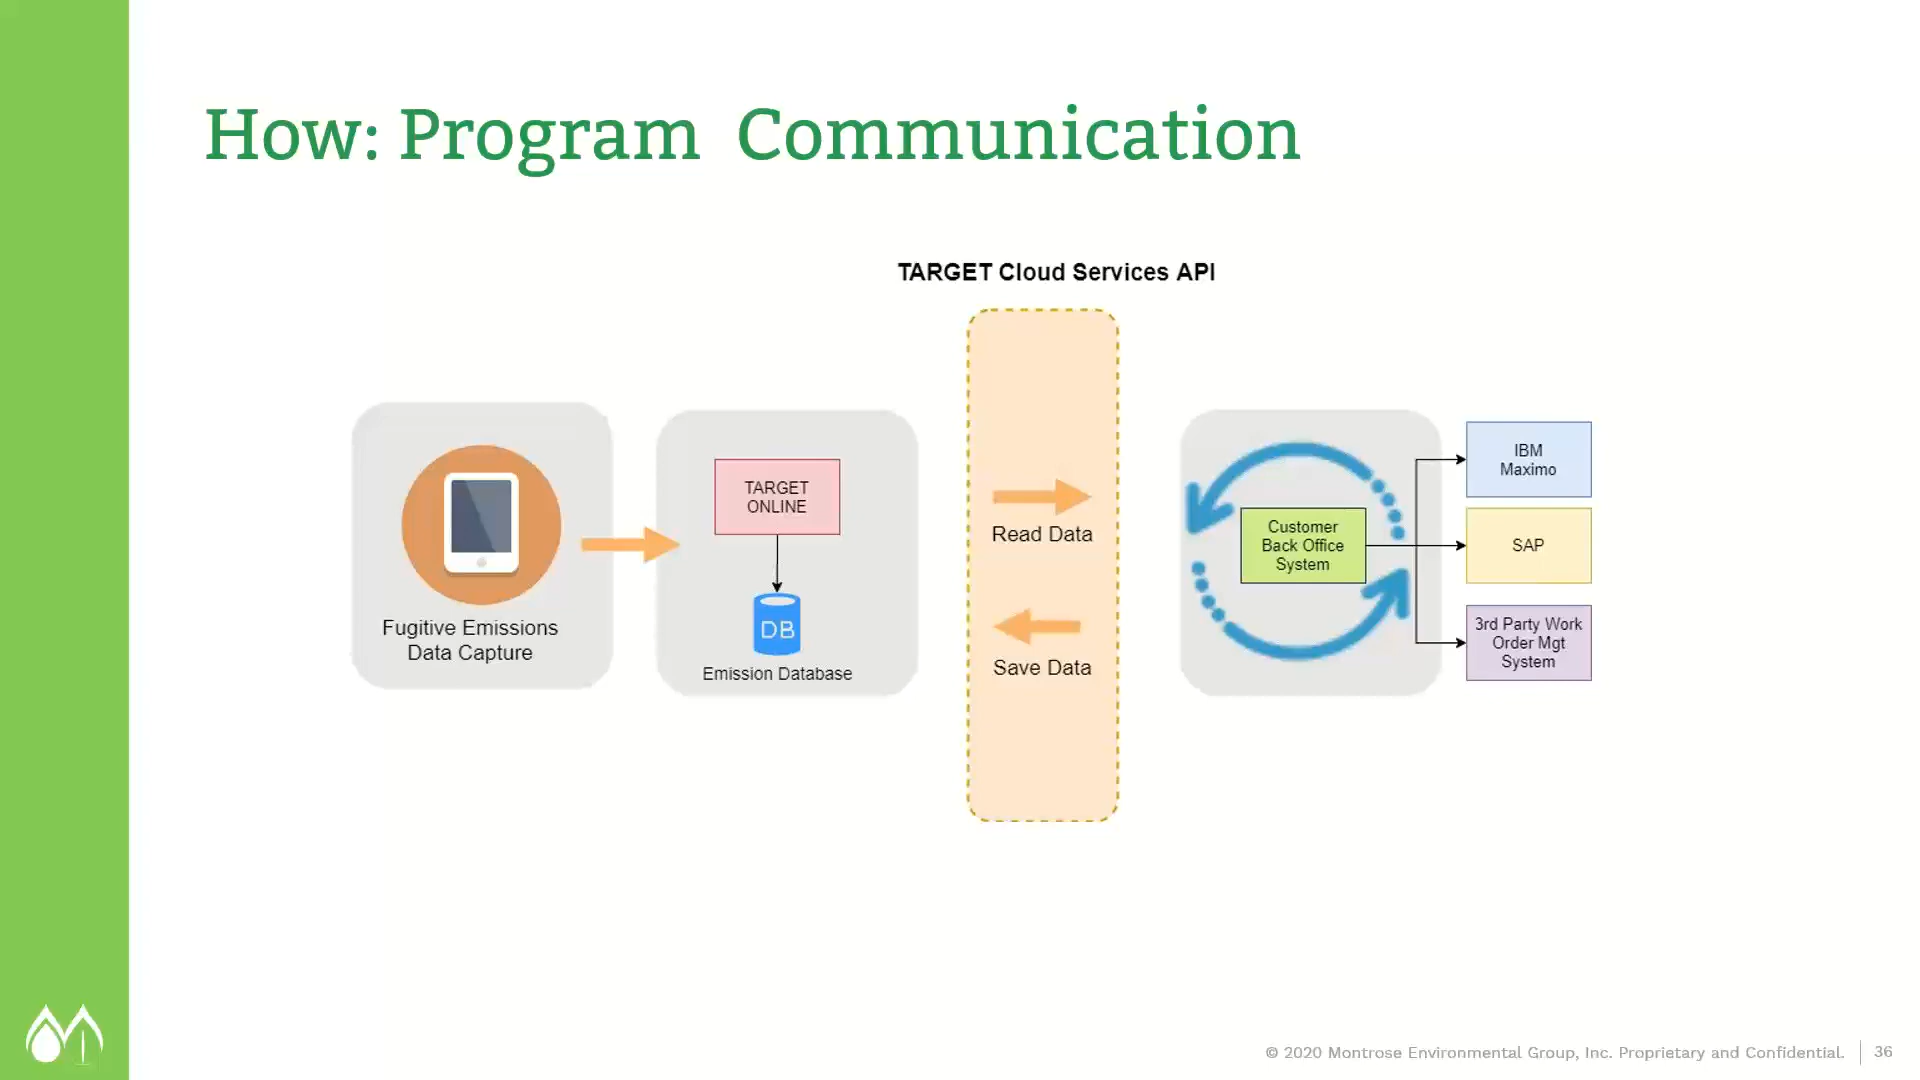 How: Program  Communication
TARGET Cloud Services API
Fugitive Emissions
Data Capture
TARGET
ONLINE
DB
Emission Database
Read Data
Save Data
Customer
Back Office
System
IBM
Maximo
SAP
3rd Party Work
Order Mgt
System
© 2020 Montrose Environmental Group, Inc. Proprietary and Confidential.
36